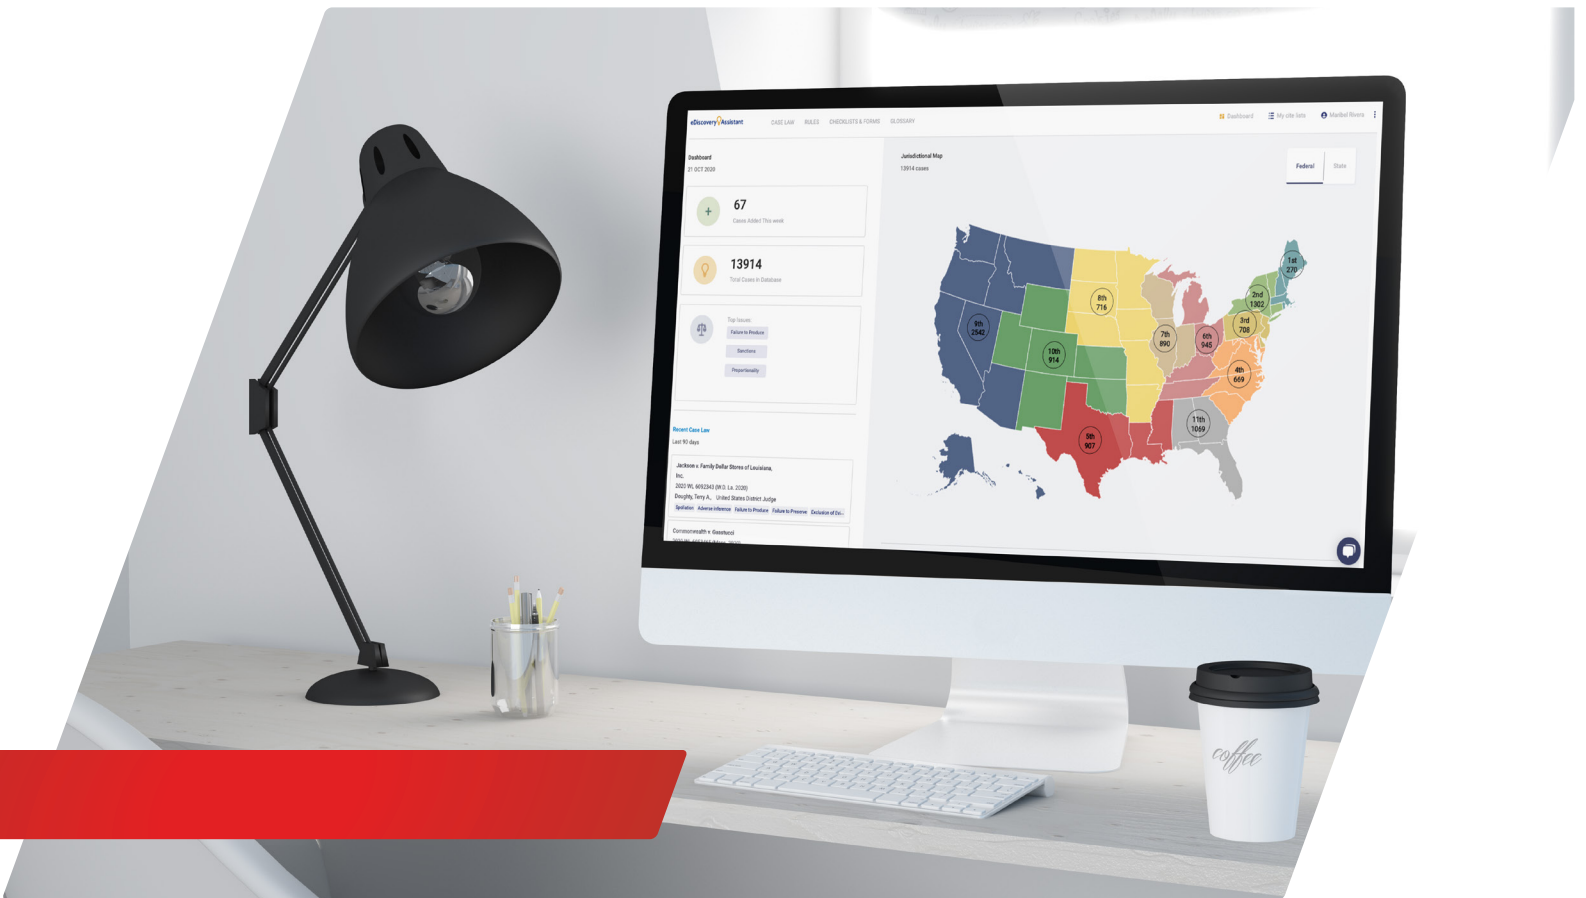 eDiscovery Assistant
CASE LAW RULES CHECKLISTS & FORMS GLOSSARY
Dashboard My cite lists Maribel Rivera
Dashboard
21 OCT 2020
67
Cases Added This week
13914
Total Cases in Database
Top Issues:
Failure to Produce
Sanctions
Proportionality
Recent Case Law
Last 90 days
Jackson v. Family Dollar Stores of Louisiana,
Inc.
2020 WL 6092343 (W.D. La. 2020)
Doughty, Terry A., United States District Judge
Spoliation Adverse inference Failure to Produce Failure to Preserve Exclusion of Evi...
Commonwealth v.
Jurisdictional Map
13914 cases
Federal State
1st
270
2nd
1302
3rd
708
8th
716
9th
2542
7th
890
6th
945
10th
914
4th
669
11th
1069
5th
907
coffee